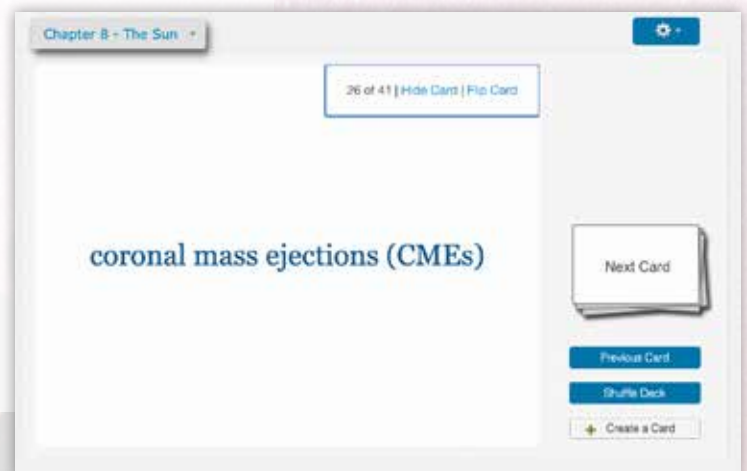 Chapter 8 - The Sun
26 of 41 | Hide Card | Flip Card
coronal mass ejections (CMEs)
Next Card
Previous Card
Shuffle Deck
Create a Card